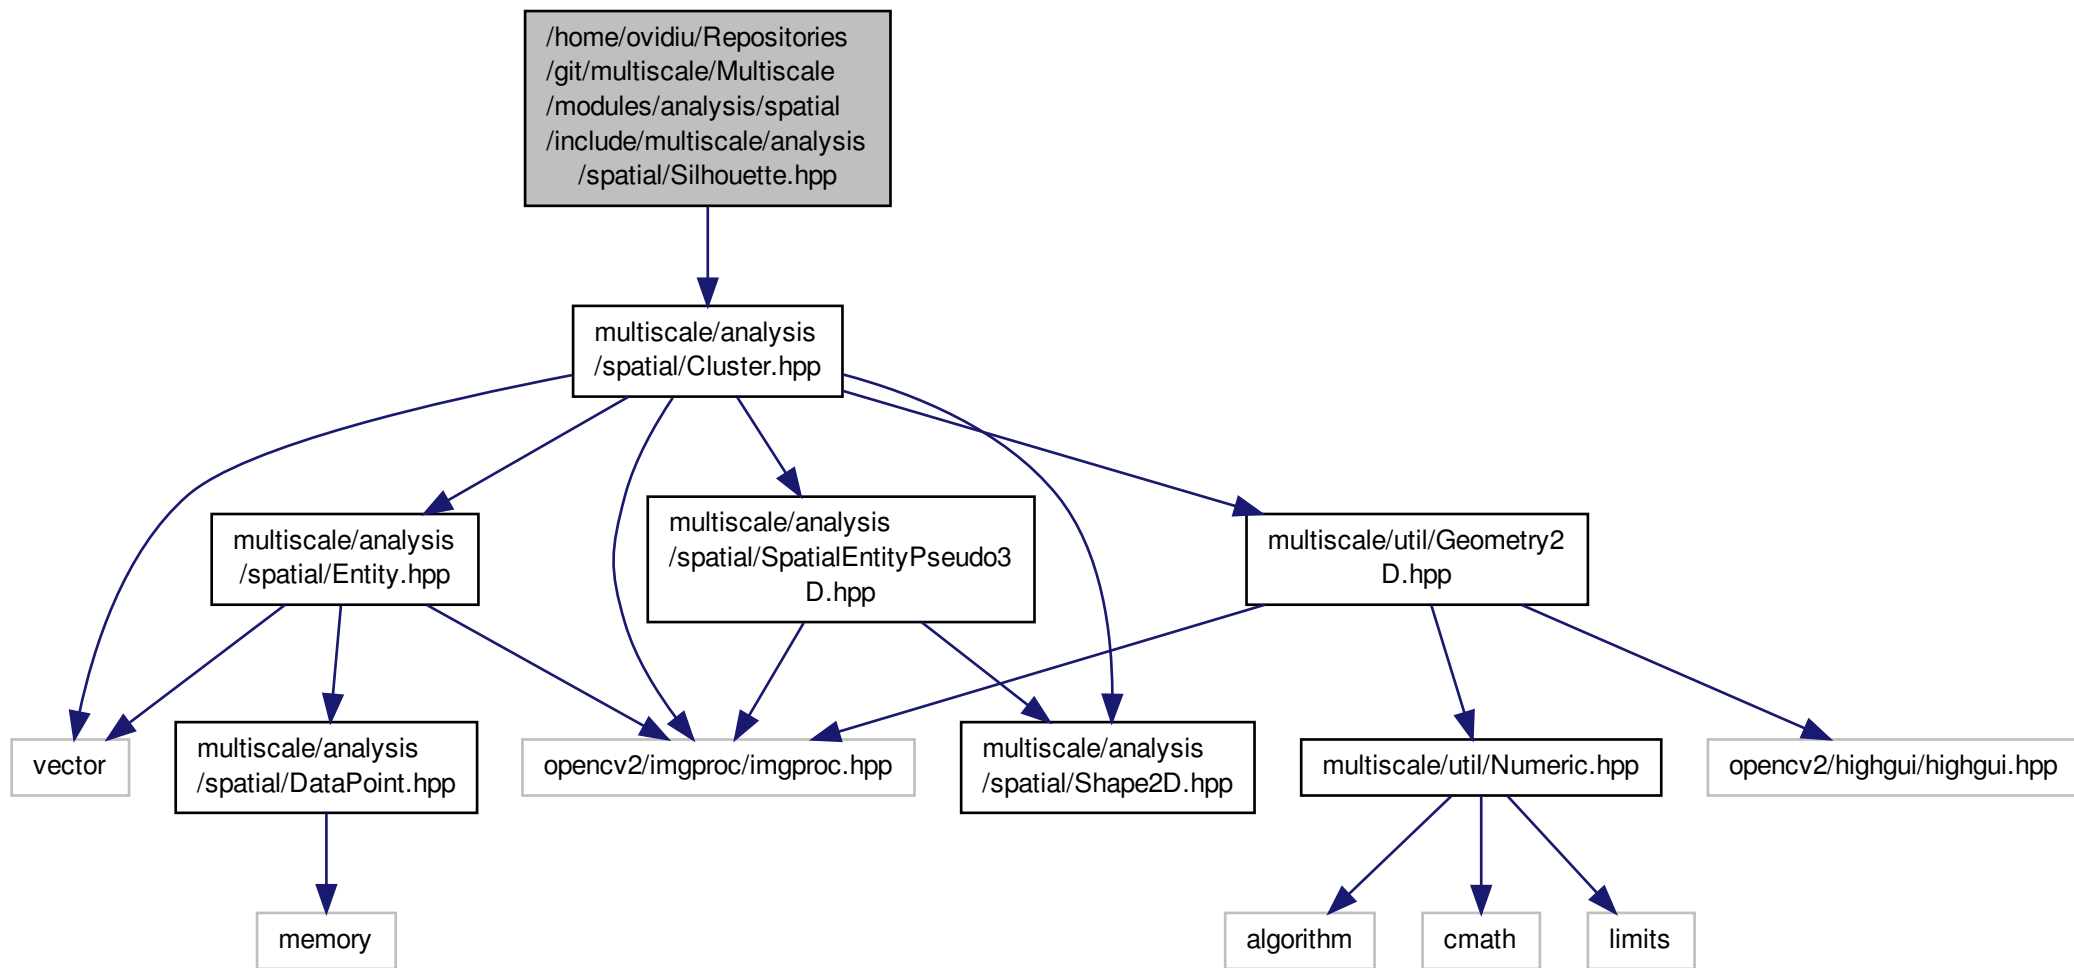 /home/ovidiu/Repositories
/git/multiscale/Multiscale
/modules/analysis/spatial
/include/multiscale/analysis
/spatial/Silhouette.hpp
multiscale/analysis
/spatial/Cluster.hpp
multiscale/analysis
/spatial/Entity.hpp
multiscale/analysis
/spatial/SpatialEntityPseudo3
D.hpp
multiscale/util/Geometry2
D.hpp
vector
multiscale/analysis
/spatial/DataPoint.hpp
opencv2/imgproc/imgproc.hpp
multiscale/analysis
/spatial/Shape2D.hpp
multiscale/util/Numeric.hpp
opencv2/highgui/highgui.hpp
memory
algorithm
cmath
limits